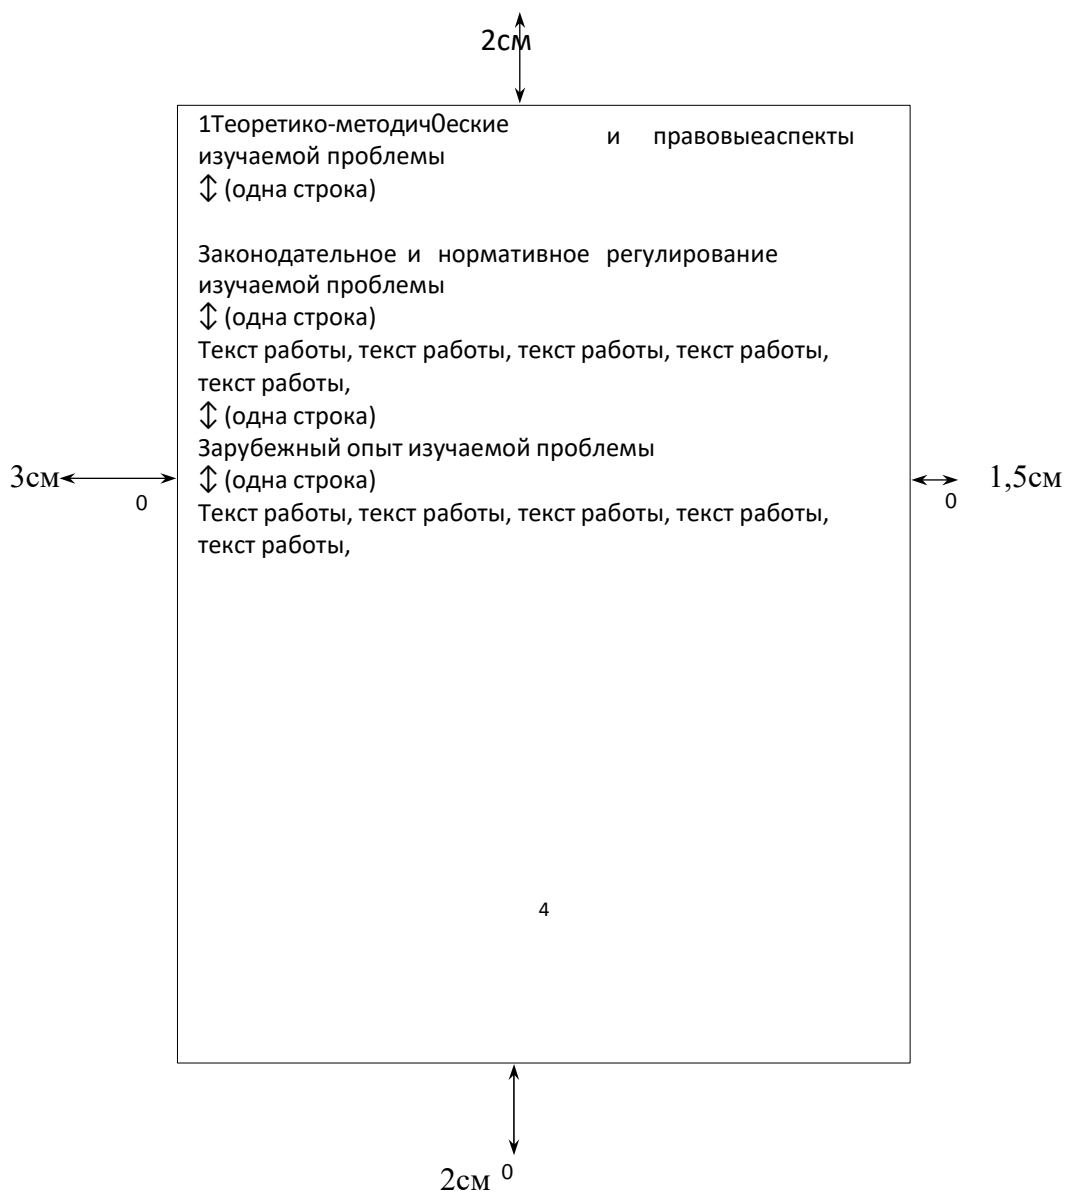 2см
1Теоретико-методич0еские и правовыеаспекты
изучаемой проблемы
↕ (одна строка)
Законодательное и нормативное регулирование
изучаемой проблемы
↕ (одна строка)
Текст работы, текст работы, текст работы, текст работы,
текст работы,
↕ (одна строка)
Зарубежный опыт изучаемой проблемы
3см
↕ (одна строка)
1,5см
0
0
Текст работы, текст работы, текст работы, текст работы,
текст работы,
4
2см 0